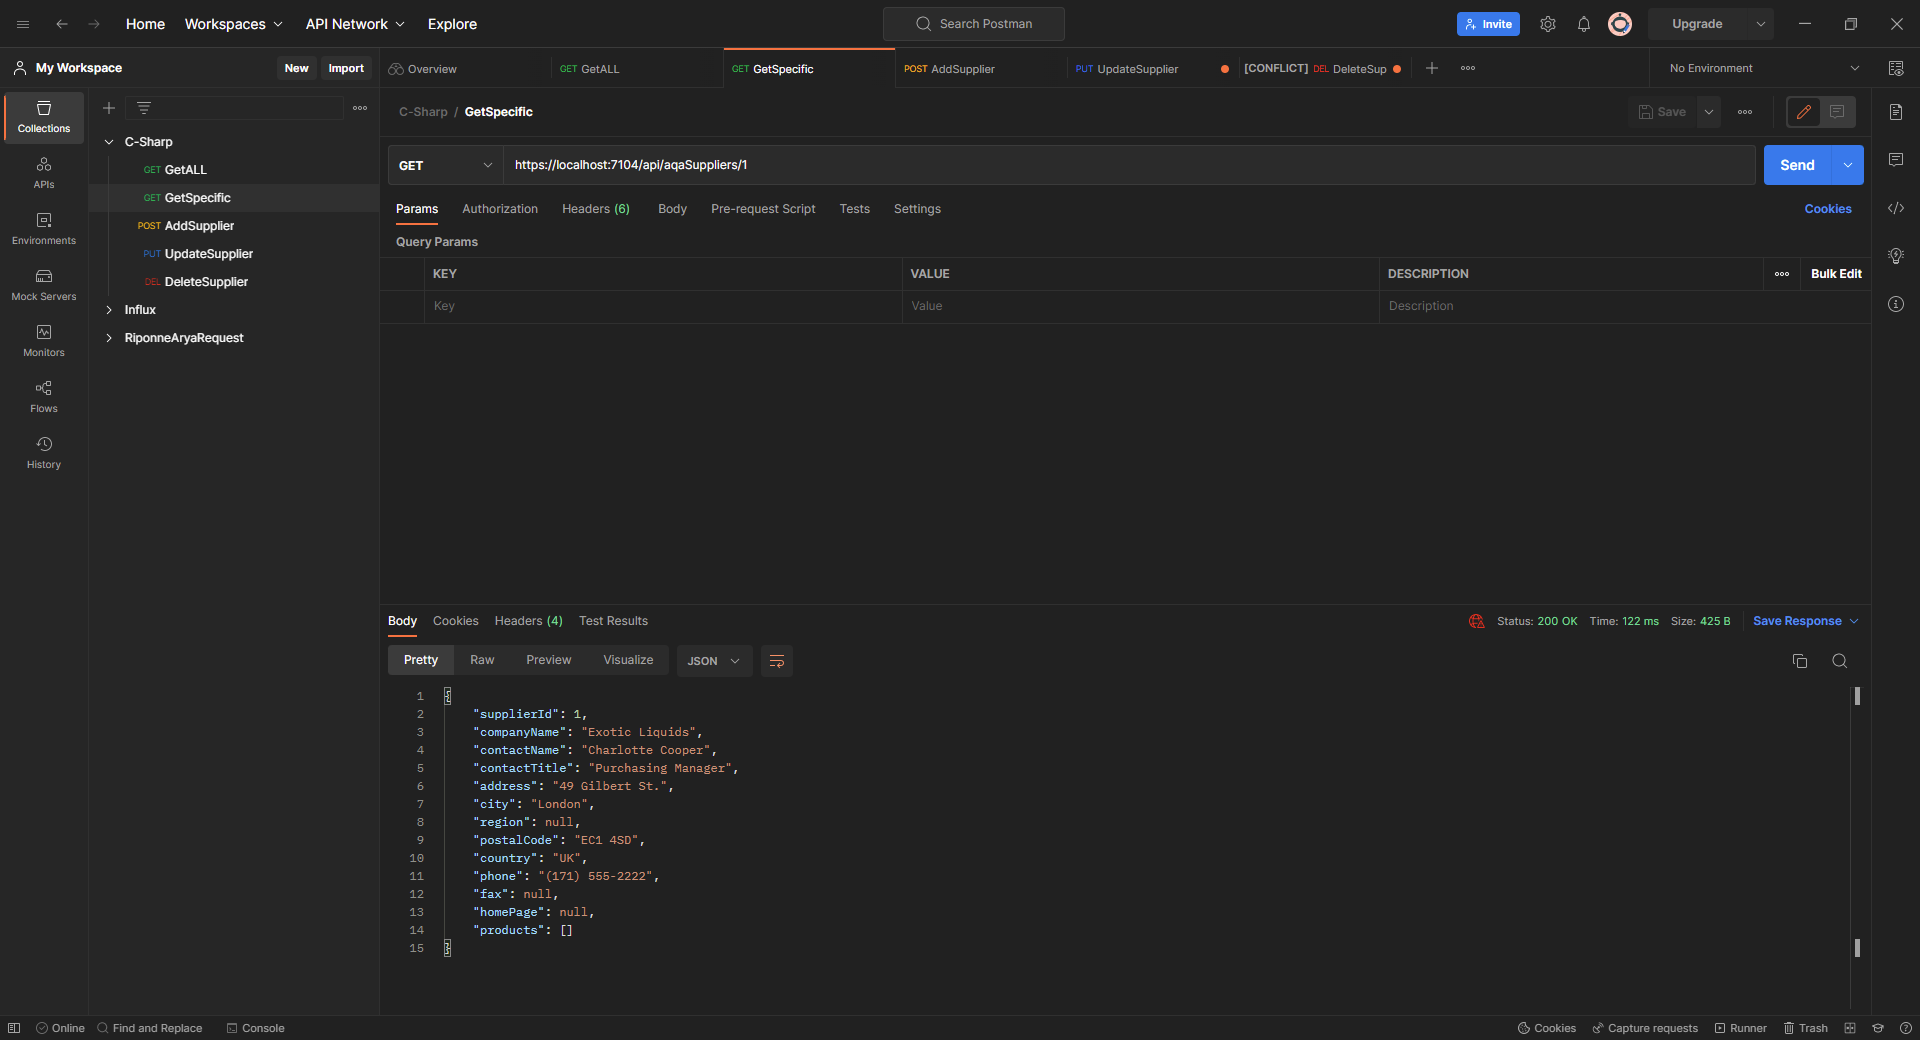 Home Workspaces API Network Explore Search Postman Invite Upgrade
My Workspace New Import Overview GET GetALL GET GetSpecific POST AddSupplier PUT UpdateSupplier [CONFLICT] DEL DeleteSup No Environment
Collections
APIs
Environments
Mock Servers
Monitors
Flows
History
C-Sharp
GET GetALL
GET GetSpecific
POST AddSupplier
PUT UpdateSupplier
DEL DeleteSupplier
Influx
RiponneAryaRequest
C-Sharp / GetSpecific Save
GET https://localhost:7104/api/aqaSuppliers/1 Send
Params Authorization Headers (6) Body Pre-request Script Tests Settings Cookies
Query Params
KEY VALUE DESCRIPTION Bulk Edit
Key Value Description
Body Cookies Headers (4) Test Results Status: 200 OK Time: 122 ms Size: 425 B Save Response
Pretty Raw Preview Visualize JSON
1 {
2 "supplierId": 1,
3 "companyName": "Exotic Liquids",
4 "contactName": "Charlotte Cooper",
5 "contactTitle": "Purchasing Manager",
6 "address": "49 Gilbert St.",
7 "city": "London",
8 "region": null,
9 "postalCode": "EC1 4SD",
10 "country": "UK",
11 "phone": "(171) 555-2222",
12 "fax": null,
13 "homePage": null,
14 "products": []
15 }
Online Find and Replace Console Cookies Capture requests Runner Trash